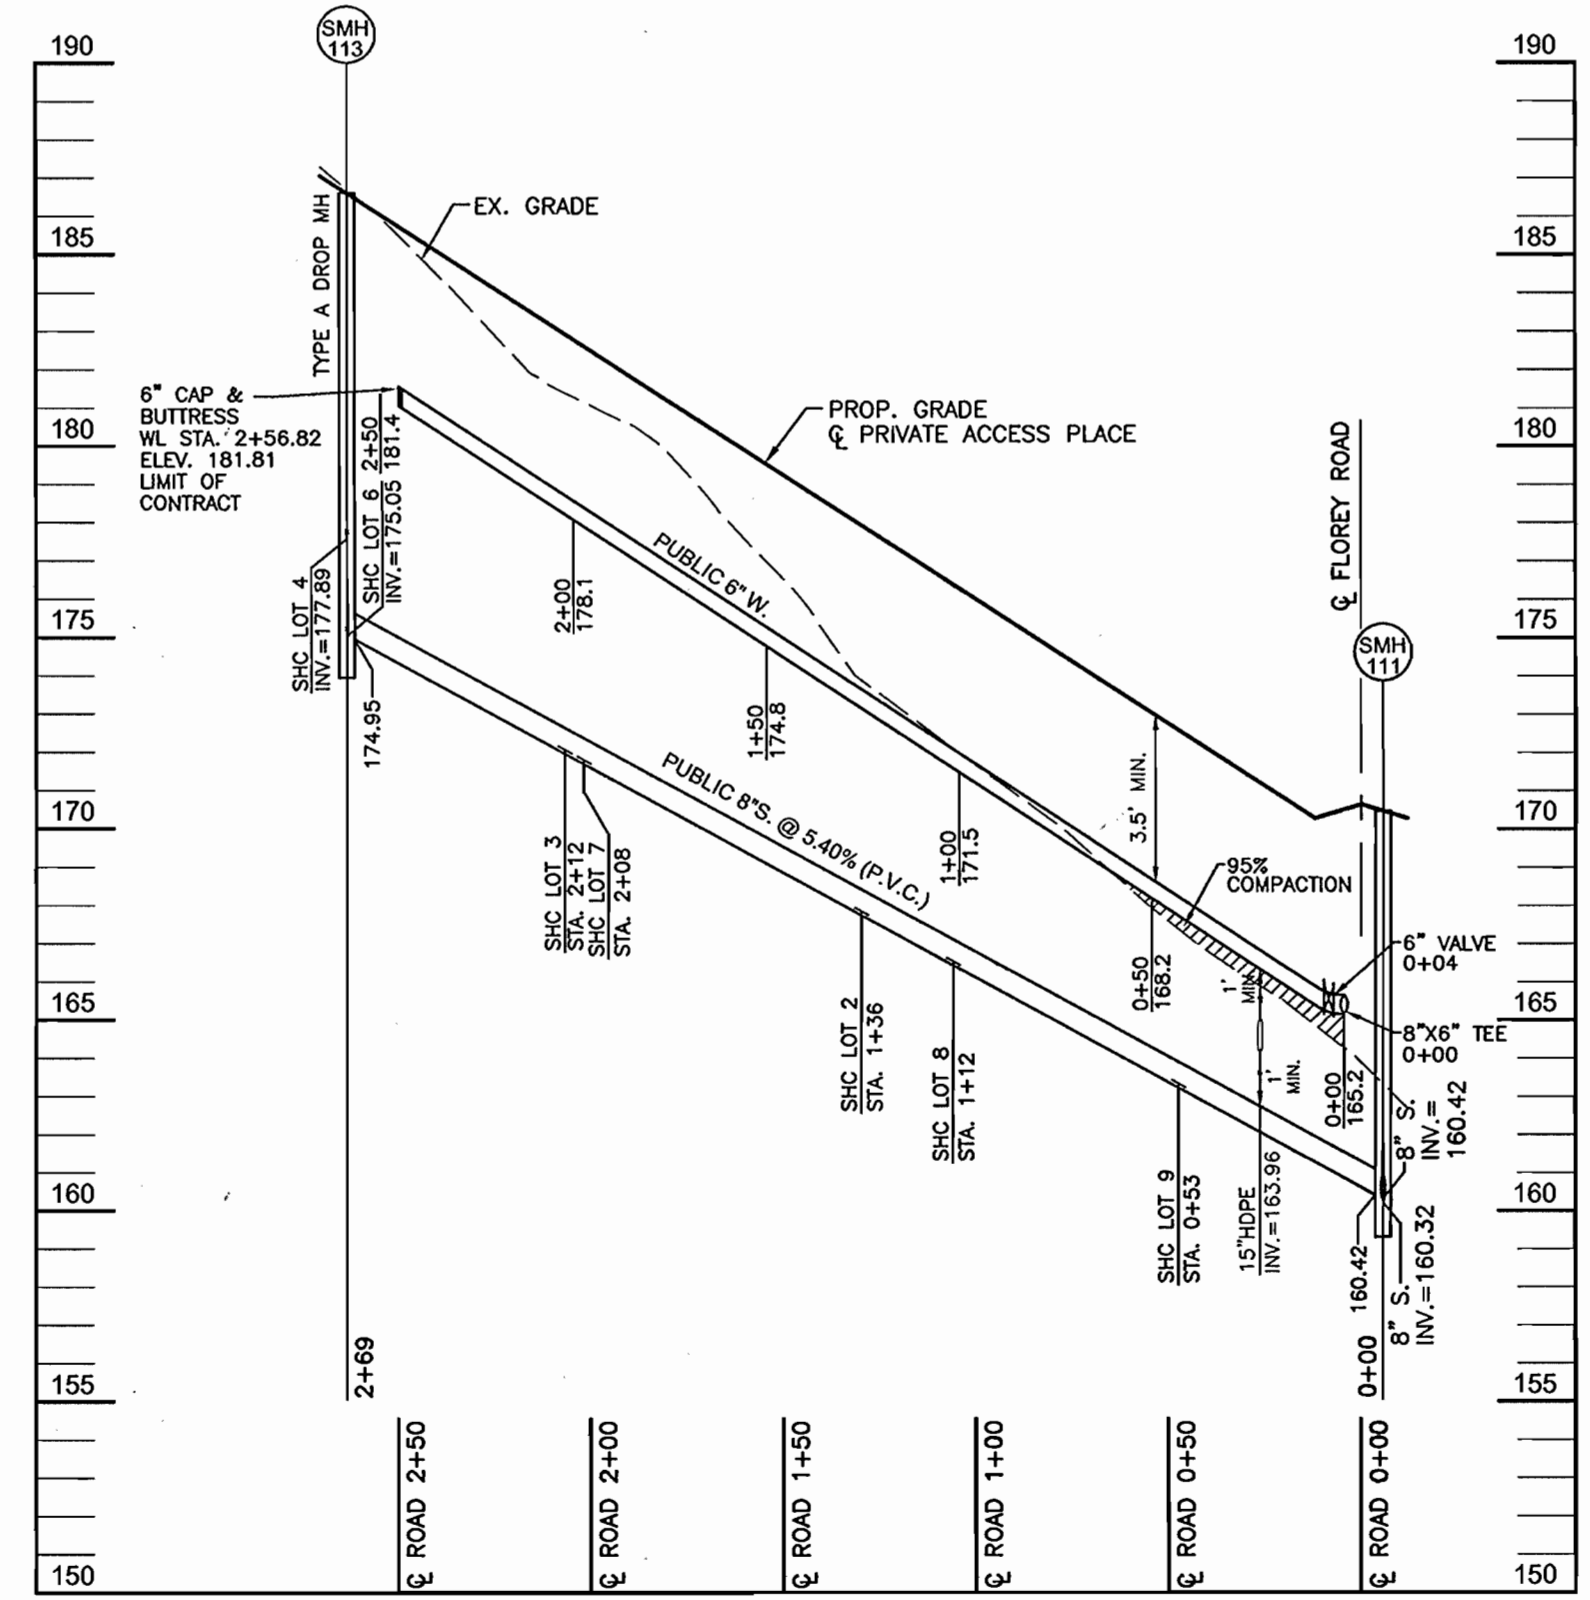 SMH
113
190
190
185
185
180
180
175
175
170
170
165
165
160
160
155
155
150
150
TYPE A DROP MH
EX. GRADE
6" CAP &
BUTTRESS
WL STA. 2+56.82
ELEV. 181.81
LIMIT OF
CONTRACT
PROP. GRADE
℄ PRIVATE ACCESS PLACE
℄ FLOREY ROAD
SMH
111
2+50
181.4
SHC LOT 6
INV.=175.05
SHC LOT 4
INV.=177.89
174.95
PUBLIC 6" W.
2+00
178.1
1+50
174.8
1+00
171.5
0+50
168.2
0+00
165.2
PUBLIC 8"S. @ 5.40% (P.V.C.)
3.5' MIN.
95%
COMPACTION
6" VALVE
0+04
8"X6" TEE
0+00
1'
MIN.
1'
MIN.
SHC LOT 3
STA. 2+12
SHC LOT 7
STA. 2+08
SHC LOT 2
STA. 1+36
SHC LOT 8
STA. 1+12
SHC LOT 9
STA. 0+53
15"HDPE
INV.=163.96
8" S.
INV.=
160.42
160.42
8" S.
INV.=160.32
2+69
0+00
℄ ROAD 2+50
℄ ROAD 2+00
℄ ROAD 1+50
℄ ROAD 1+00
℄ ROAD 0+50
℄ ROAD 0+00